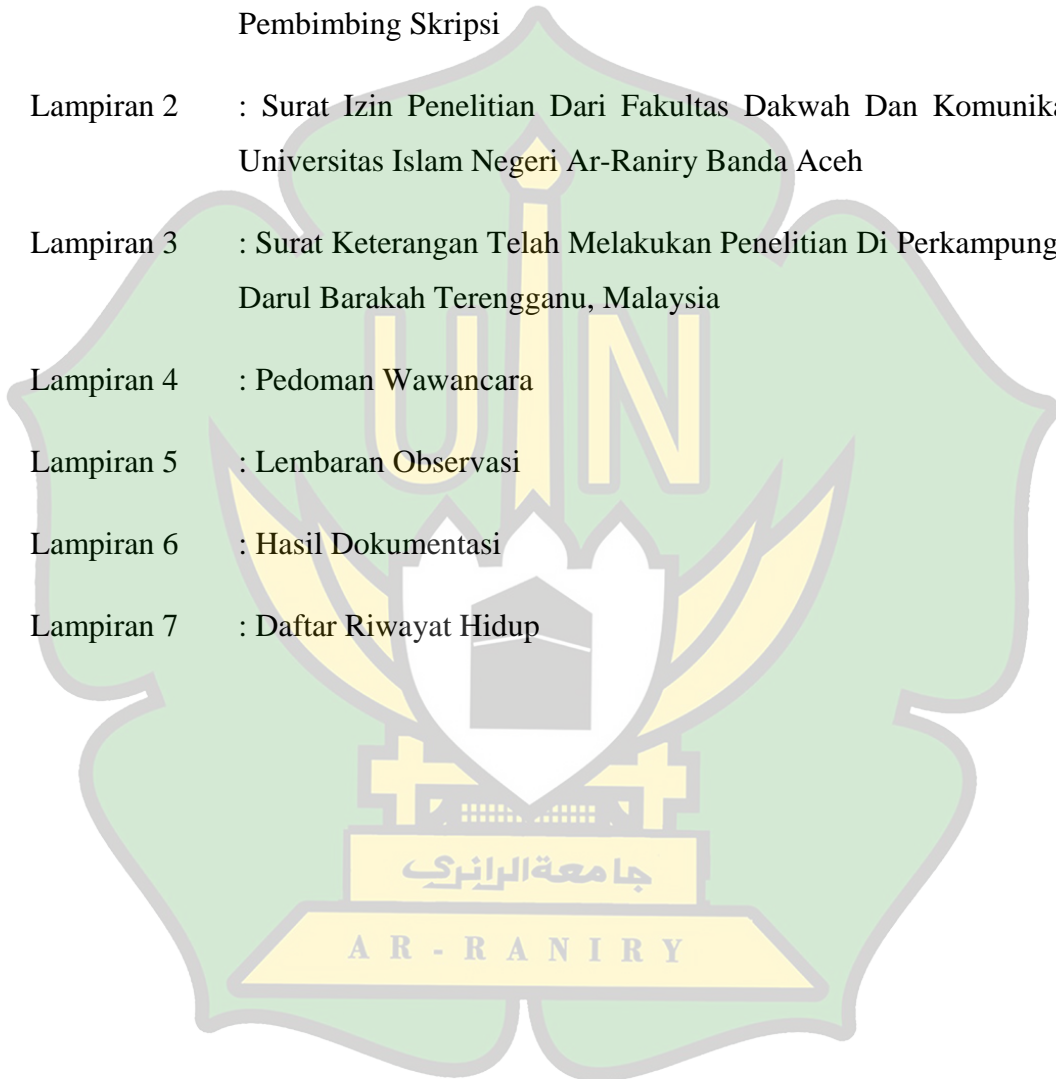 Pembimbing Skripsi
Lampiran 2 : Surat Izin Penelitian Dari Fakultas Dakwah Dan Komunika
Universitas Islam Negeri Ar-Raniry Banda Aceh
Lampiran 3 : Surat Keterangan Telah Melakukan Penelitian Di Perkampung
Darul Barakah Terengganu, Malaysia
Lampiran 4 : Pedoman Wawancara
Lampiran 5 : Lembaran Observasi
Lampiran 6 : Hasil Dokumentasi
Lampiran 7 : Daftar Riwayat Hidup
UIN
جامعةالرانري
AR-RANIRY